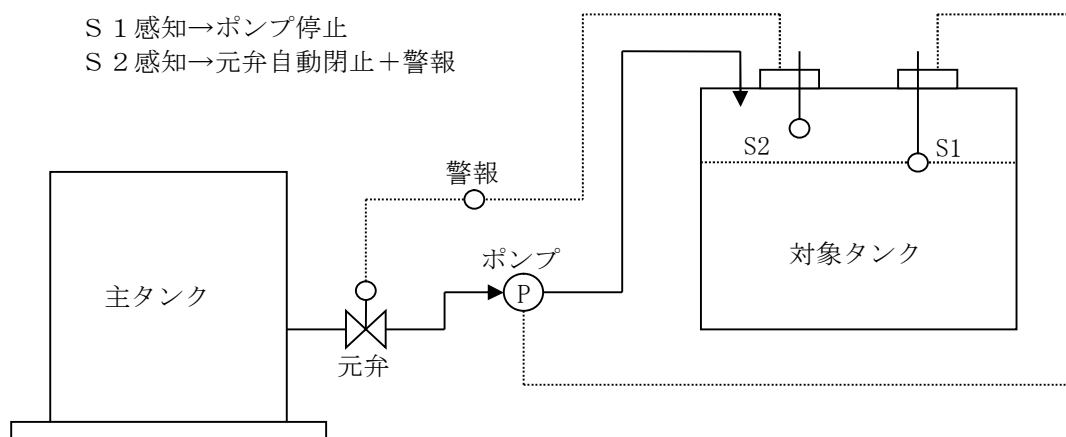 S1感知→ポンプ停止
S2感知→元弁自動閉止+警報
S2
S1
警報
ポンプ
対象タンク
主タンク
P
元弁